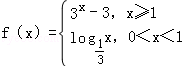 f（x）={3^x－3，x≥1
log_{1/3}x，0＜x＜1